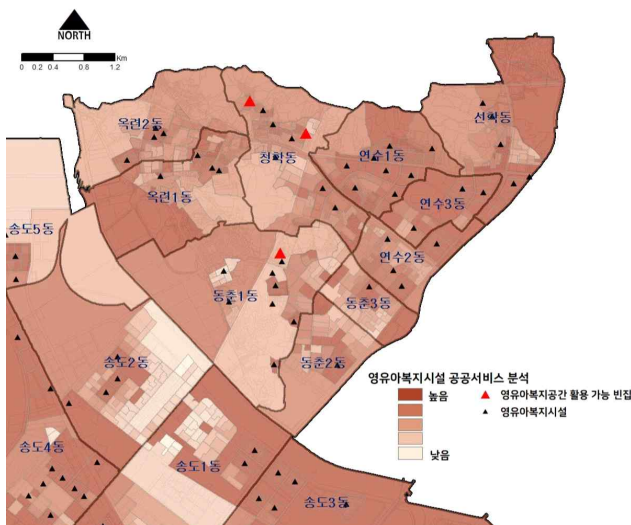 NORTH
Km
0 0.2 0.4 0.8 1.2
옥련2동
선학동
청학동
연수1동
옥련1동
연수3동
송도5동
연수2동
동춘1동
동춘3동
송도2동
동춘2동
영유아복지시설 공공서비스 분석
높음
낮음
영유아복지공간 활용 가능 빈집
영유아복지시설
송도4동
송도1동
송도3동